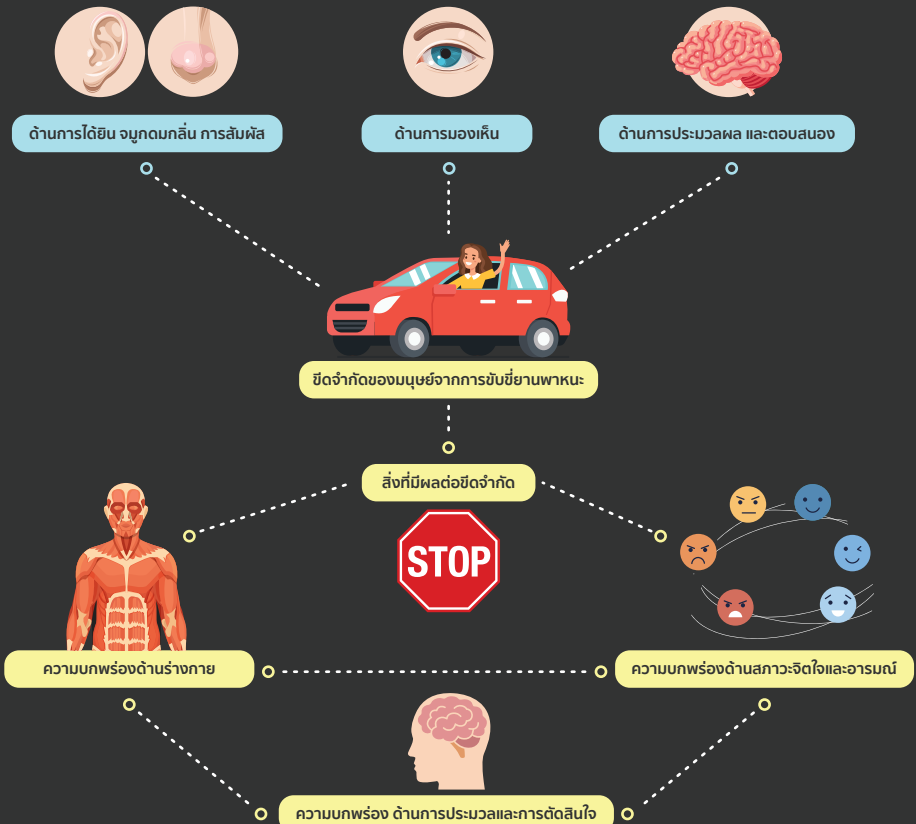 ด้านการได้ยิน จมูกดมกลิ่น การสัมผัส
ด้านการมองเห็น
ด้านการประมวลผล และตอบสนอง
ขีดจำกัดของมนุษย์จากการขับขี่ยานพาหนะ
สิ่งที่มีผลต่อขีดจำกัด
STOP
ความบกพร่องด้านร่างกาย
ความบกพร่องด้านสภาวะจิตใจและอารมณ์
ความบกพร่อง ด้านการประมวลและการตัดสินใจ